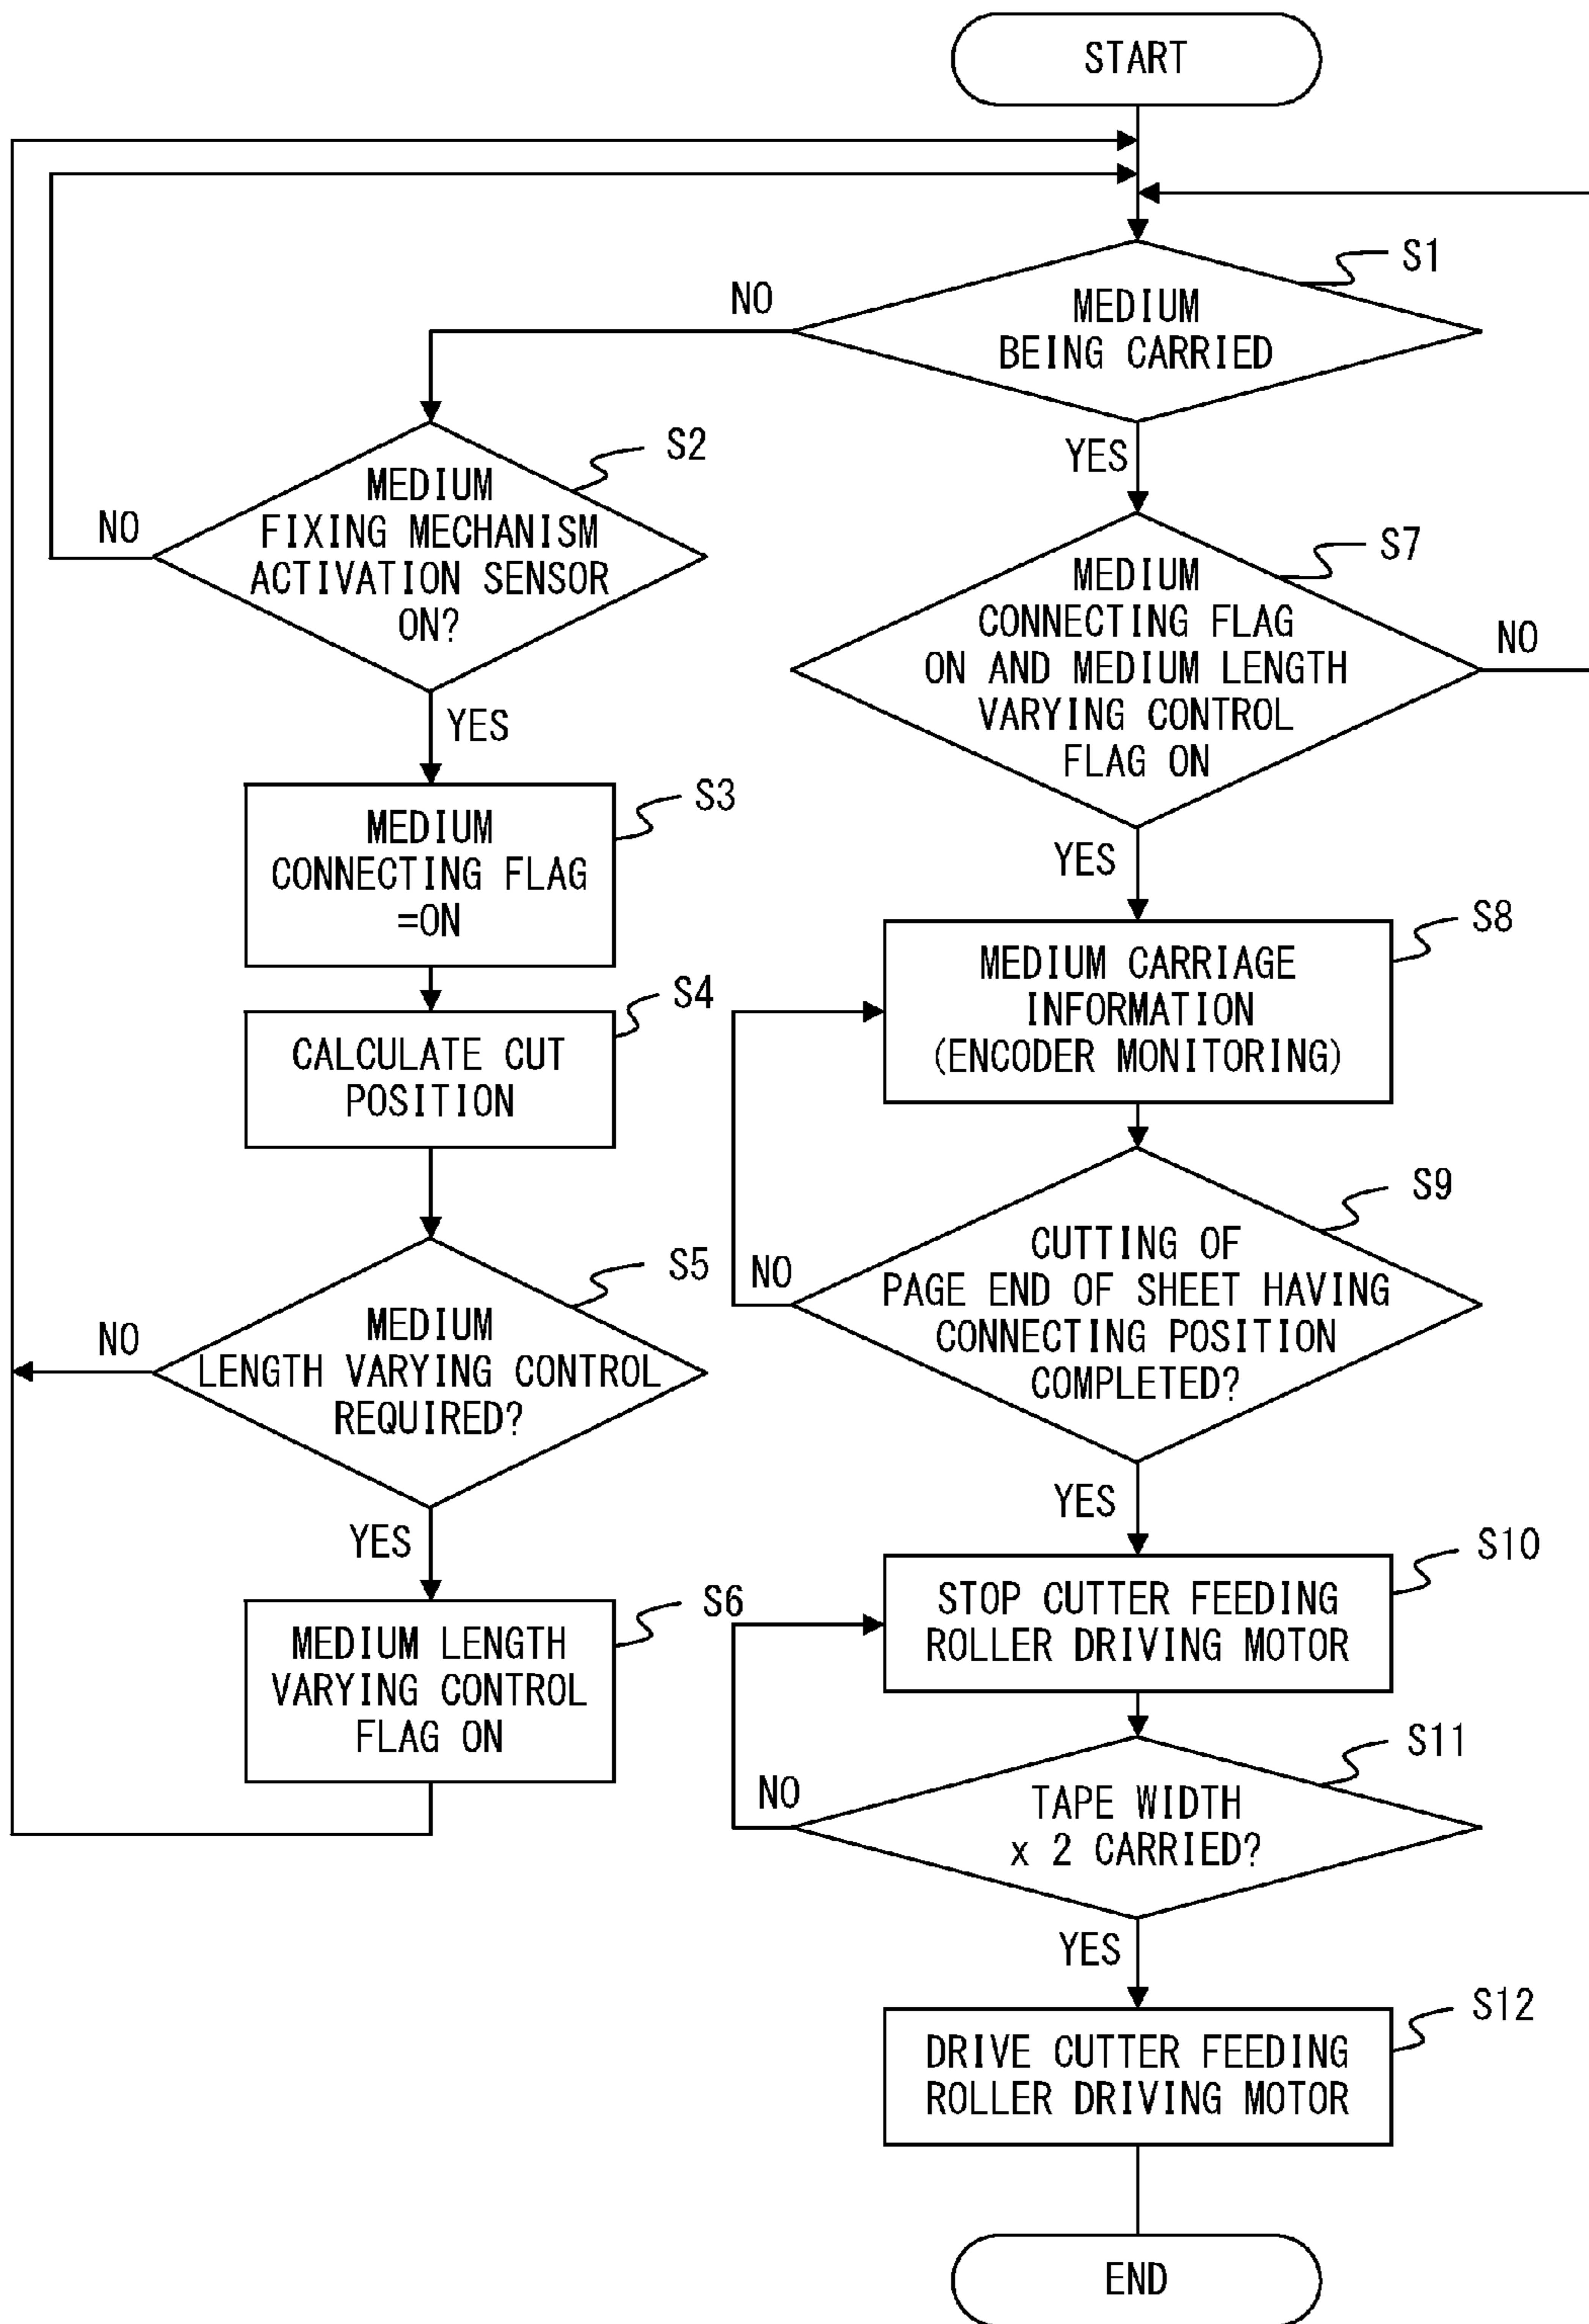 START
S1
NO
MEDIUM
BEING CARRIED
YES
S2
NO
MEDIUM
FIXING MECHANISM
ACTIVATION SENSOR
ON?
YES
S3
MEDIUM
CONNECTING FLAG
=ON
S4
CALCULATE CUT
POSITION
S5
NO
MEDIUM
LENGTH VARYING CONTROL
REQUIRED?
YES
S6
MEDIUM LENGTH
VARYING CONTROL
FLAG ON
S7
NO
MEDIUM
CONNECTING FLAG
ON AND MEDIUM LENGTH
VARYING CONTROL
FLAG ON
YES
S8
MEDIUM CARRIAGE
INFORMATION
(ENCODER MONITORING)
S9
NO
CUTTING OF
PAGE END OF SHEET HAVING
CONNECTING POSITION
COMPLETED?
YES
S10
STOP CUTTER FEEDING
ROLLER DRIVING MOTOR
S11
NO
TAPE WIDTH
x 2 CARRIED?
YES
S12
DRIVE CUTTER FEEDING
ROLLER DRIVING MOTOR
END